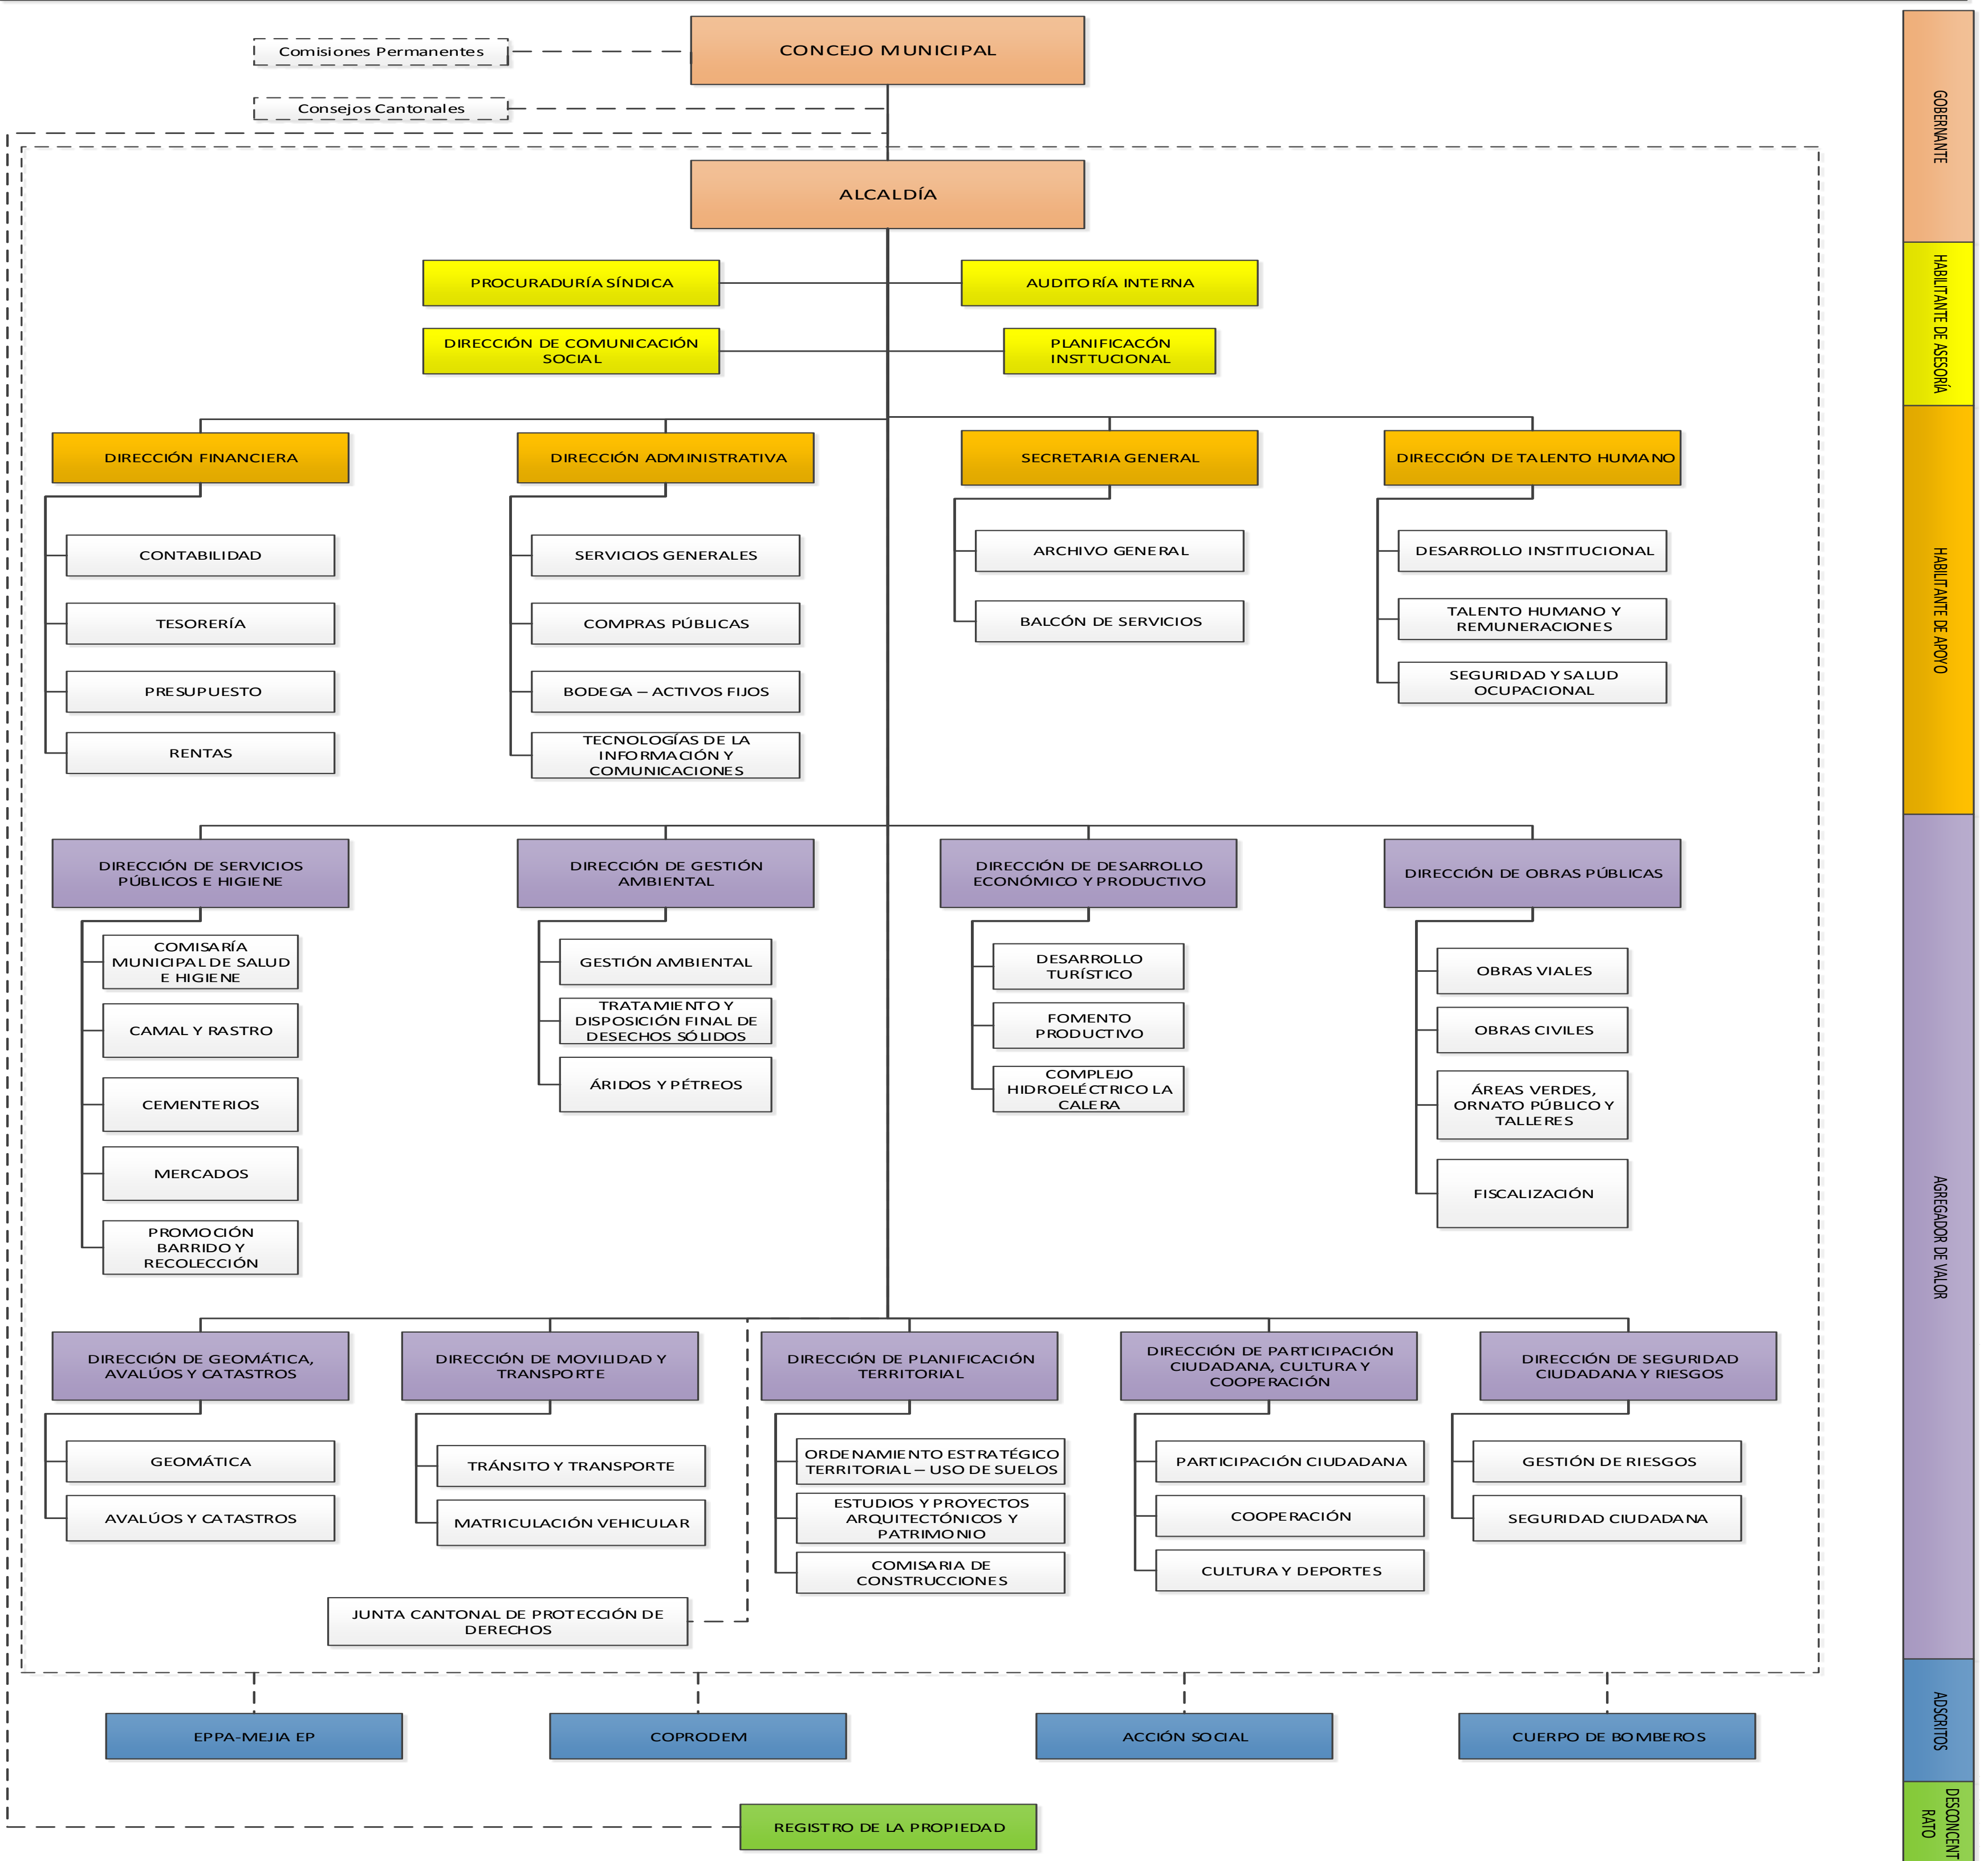 CONCEJO MUNICIPAL
Comisiones Permanentes
Consejos Cantonales
ALCALDÍA
GOBERNANTE
PROCURADURÍA SÍNDICA
AUDITORÍA INTERNA
DIRECCIÓN DE COMUNICACIÓN
SOCIAL
PLANIFICACÓN
INSTTUCIONAL
HABILITANTE DE ASESORÍA
DIRECCIÓN FINANCIERA
DIRECCIÓN ADMINISTRATIVA
SECRETARIA GENERAL
DIRECCIÓN DE TALENTO HUMANO
CONTABILIDAD
TESORERÍA
PRESUPUESTO
RENTAS
SERVICIOS GENERALES
COMPRAS PÚBLICAS
BODEGA – ACTIVOS FIJOS
TECNOLOGÍAS DE LA
INFORMACIÓN Y
COMUNICACIONES
ARCHIVO GENERAL
BALCÓN DE SERVICIOS
DESARROLLO INSTITUCIONAL
TALENTO HUMANO Y
REMUNERACIONES
SEGURIDAD Y SALUD
OCUPACIONAL
HABILITANTE DE APOYO
DIRECCIÓN DE SERVICIOS
PÚBLICOS E HIGIENE
DIRECCIÓN DE GESTIÓN
AMBIENTAL
DIRECCIÓN DE DESARROLLO
ECONÓMICO Y PRODUCTIVO
DIRECCIÓN DE OBRAS PÚBLICAS
COMISARÍA
MUNICIPAL DE SALUD
E HIGIENE
CAMAL Y RASTRO
CEMENTERIOS
MERCADOS
PROMOCIÓN
BARRIDO Y
RECOLECCIÓN
GESTIÓN AMBIENTAL
TRATAMIENTO Y
DISPOSICIÓN FINAL DE
DESECHOS SÓLIDOS
ÁRIDOS Y PÉTREOS
DESARROLLO
TURÍSTICO
FOMENTO
PRODUCTIVO
COMPLEJO
HIDROELÉCTRICO LA
CALERA
OBRAS VIALES
OBRAS CIVILES
ÁREAS VERDES,
ORNATO PÚBLICO Y
TALLERES
FISCALIZACIÓN
AGREGADOR DE VALOR
DIRECCIÓN DE GEOMÁTICA,
AVALÚOS Y CATASTROS
DIRECCIÓN DE MOVILIDAD Y
TRANSPORTE
DIRECCIÓN DE PLANIFICACIÓN
TERRITORIAL
DIRECCIÓN DE PARTICIPACIÓN
CIUDADANA, CULTURA Y
COOPERACIÓN
DIRECCIÓN DE SEGURIDAD
CIUDADANA Y RIESGOS
GEOMÁTICA
AVALÚOS Y CATASTROS
TRÁNSITO Y TRANSPORTE
MATRICULACIÓN VEHICULAR
ORDENAMIENTO ESTRATÉGICO
TERRITORIAL – USO DE SUELOS
ESTUDIOS Y PROYECTOS
ARQUITECTÓNICOS Y
PATRIMONIO
COMISARIA DE
CONSTRUCCIONES
PARTICIPACIÓN CIUDADANA
COOPERACIÓN
CULTURA Y DEPORTES
GESTIÓN DE RIESGOS
SEGURIDAD CIUDADANA
JUNTA CANTONAL DE PROTECCIÓN DE
DERECHOS
EPPA-MEJIA EP
COPRODEM
ACCIÓN SOCIAL
CUERPO DE BOMBEROS
ADSCRITOS
REGISTRO DE LA PROPIEDAD
DESCONCENT
RATO